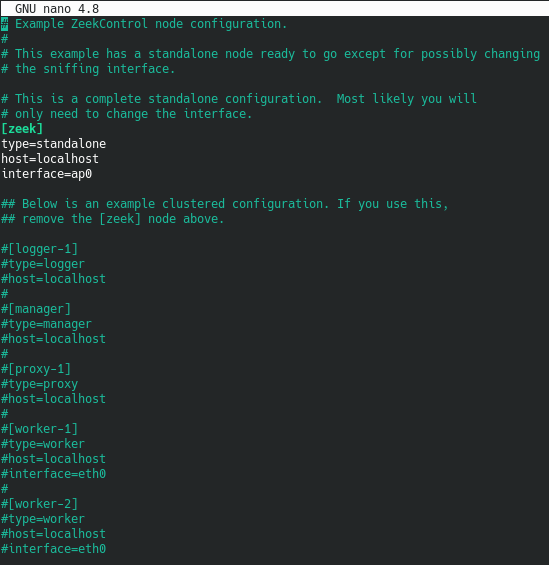 GNU nano 4.8
# Example ZeekControl node configuration.
#
# This example has a standalone node ready to go except for possibly changing
# the sniffing interface.
# This is a complete standalone configuration.  Most likely you will
# only need to change the interface.
[zeek]
type=standalone
host=localhost
interface=ap0
## Below is an example clustered configuration. If you use this,
## remove the [zeek] node above.
#[logger-1]
#type=logger
#host=localhost
#
#[manager]
#type=manager
#host=localhost
#
#[proxy-1]
#type=proxy
#host=localhost
#
#[worker-1]
#type=worker
#host=localhost
#interface=eth0
#
#[worker-2]
#type=worker
#host=localhost
#interface=eth0